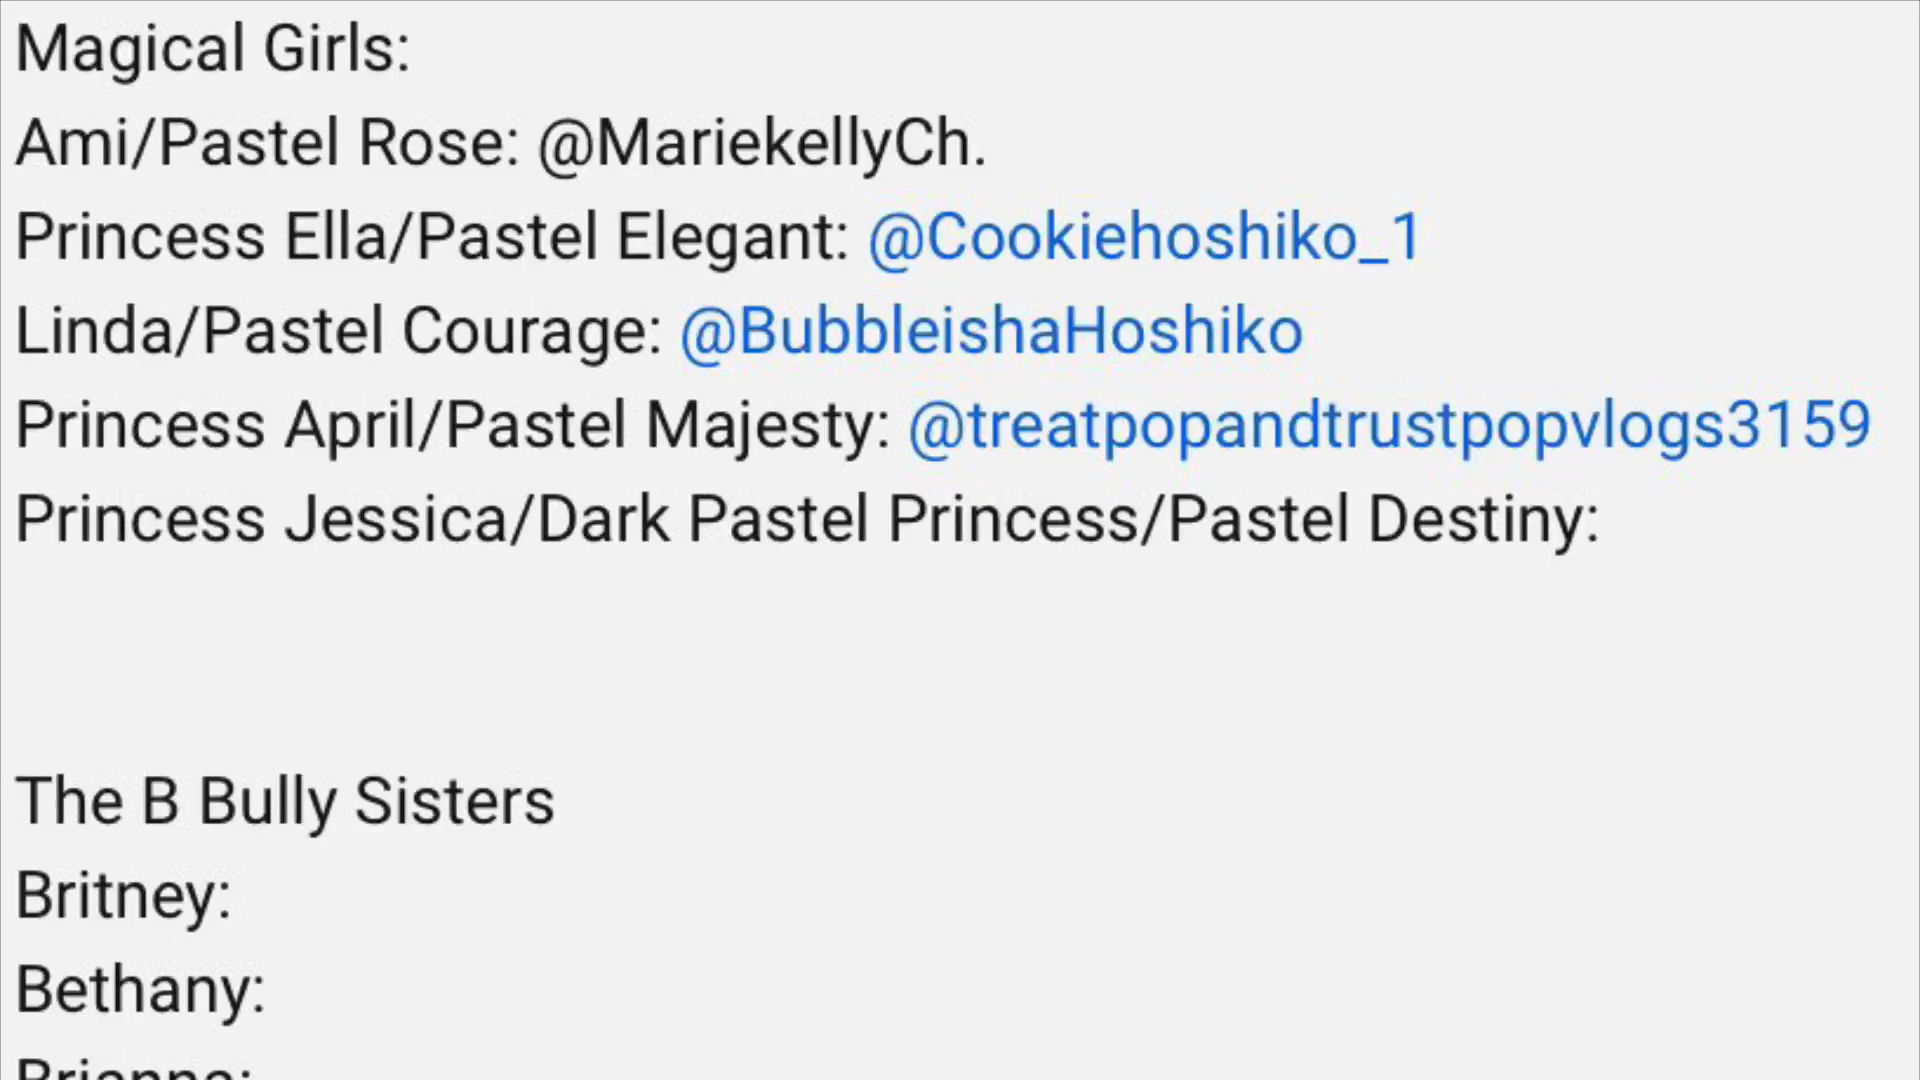 Magical Girls:
Ami/Pastel Rose: @MariekellyCh.
Princess Ella/Pastel Elegant: @Cookiehoshiko_1
Linda/Pastel Courage: @BubbleishaHoshiko
Princess April/Pastel Majesty: @treatpopandtrustpopvlogs3159
Princess Jessica/Dark Pastel Princess/Pastel Destiny:
The B Bully Sisters
Britney:
Bethany: